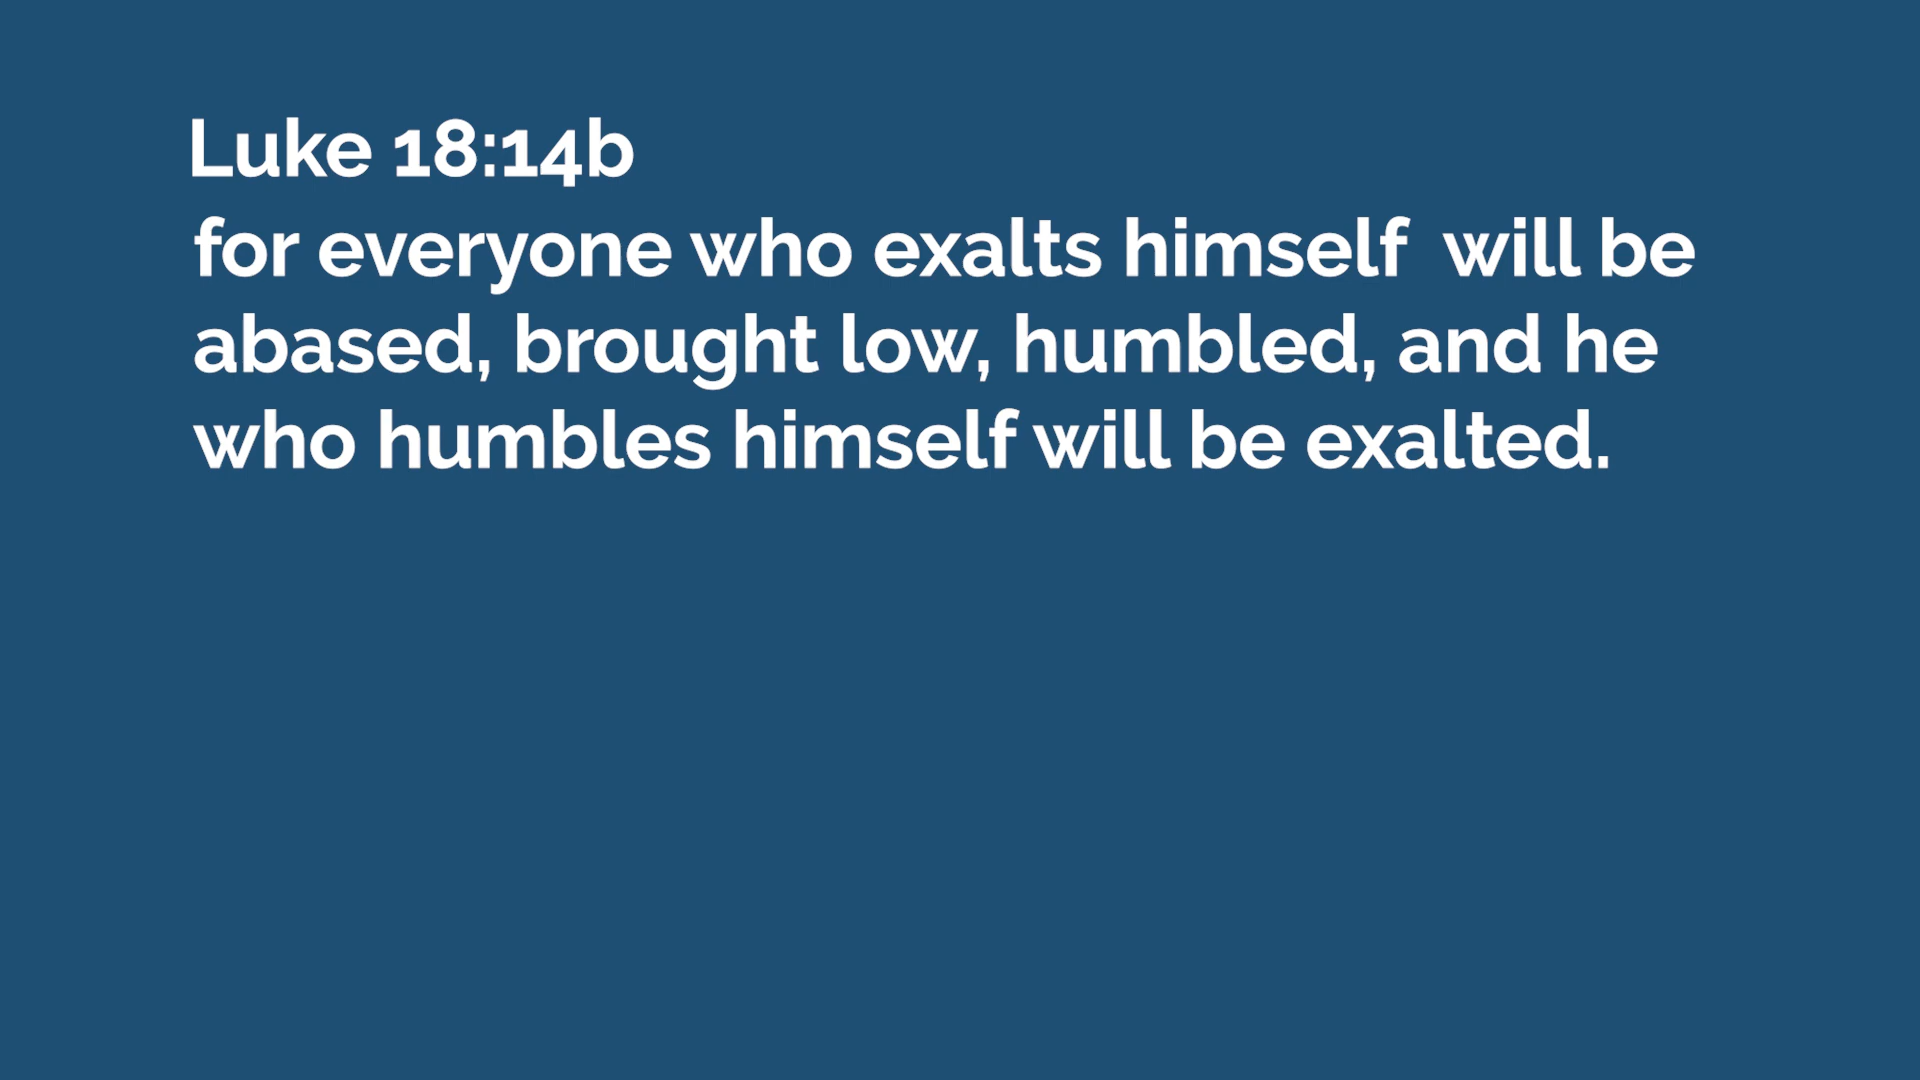 Luke 18:14b
for everyone who exalts himself  will be
abased, brought low, humbled, and he
who humbles himself will be exalted.